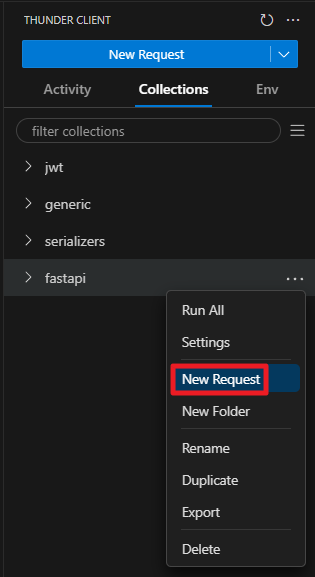 THUNDER CLIENT
New Request
Activity Collections Env
filter collections
jwt
generic
serializers
fastapi
Run All
Settings
New Request
New Folder
Rename
Duplicate
Export
Delete